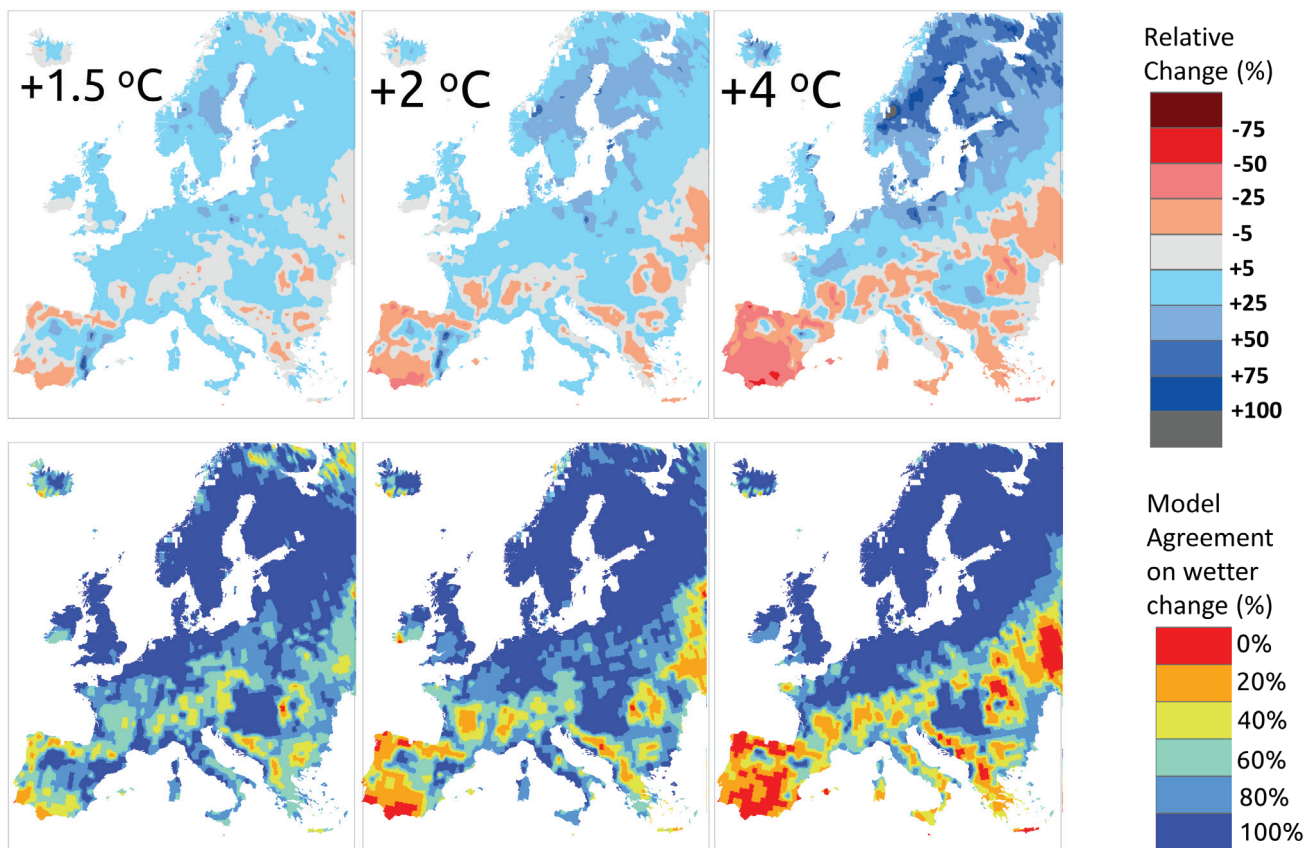 +1.5 ºC
+2 ºC
+4 ºC
Relative
Change (%)
-75
-50
-25
-5
+5
+25
+50
+75
+100
Model
Agreement
on wetter
change (%)
0%
20%
40%
60%
80%
100%